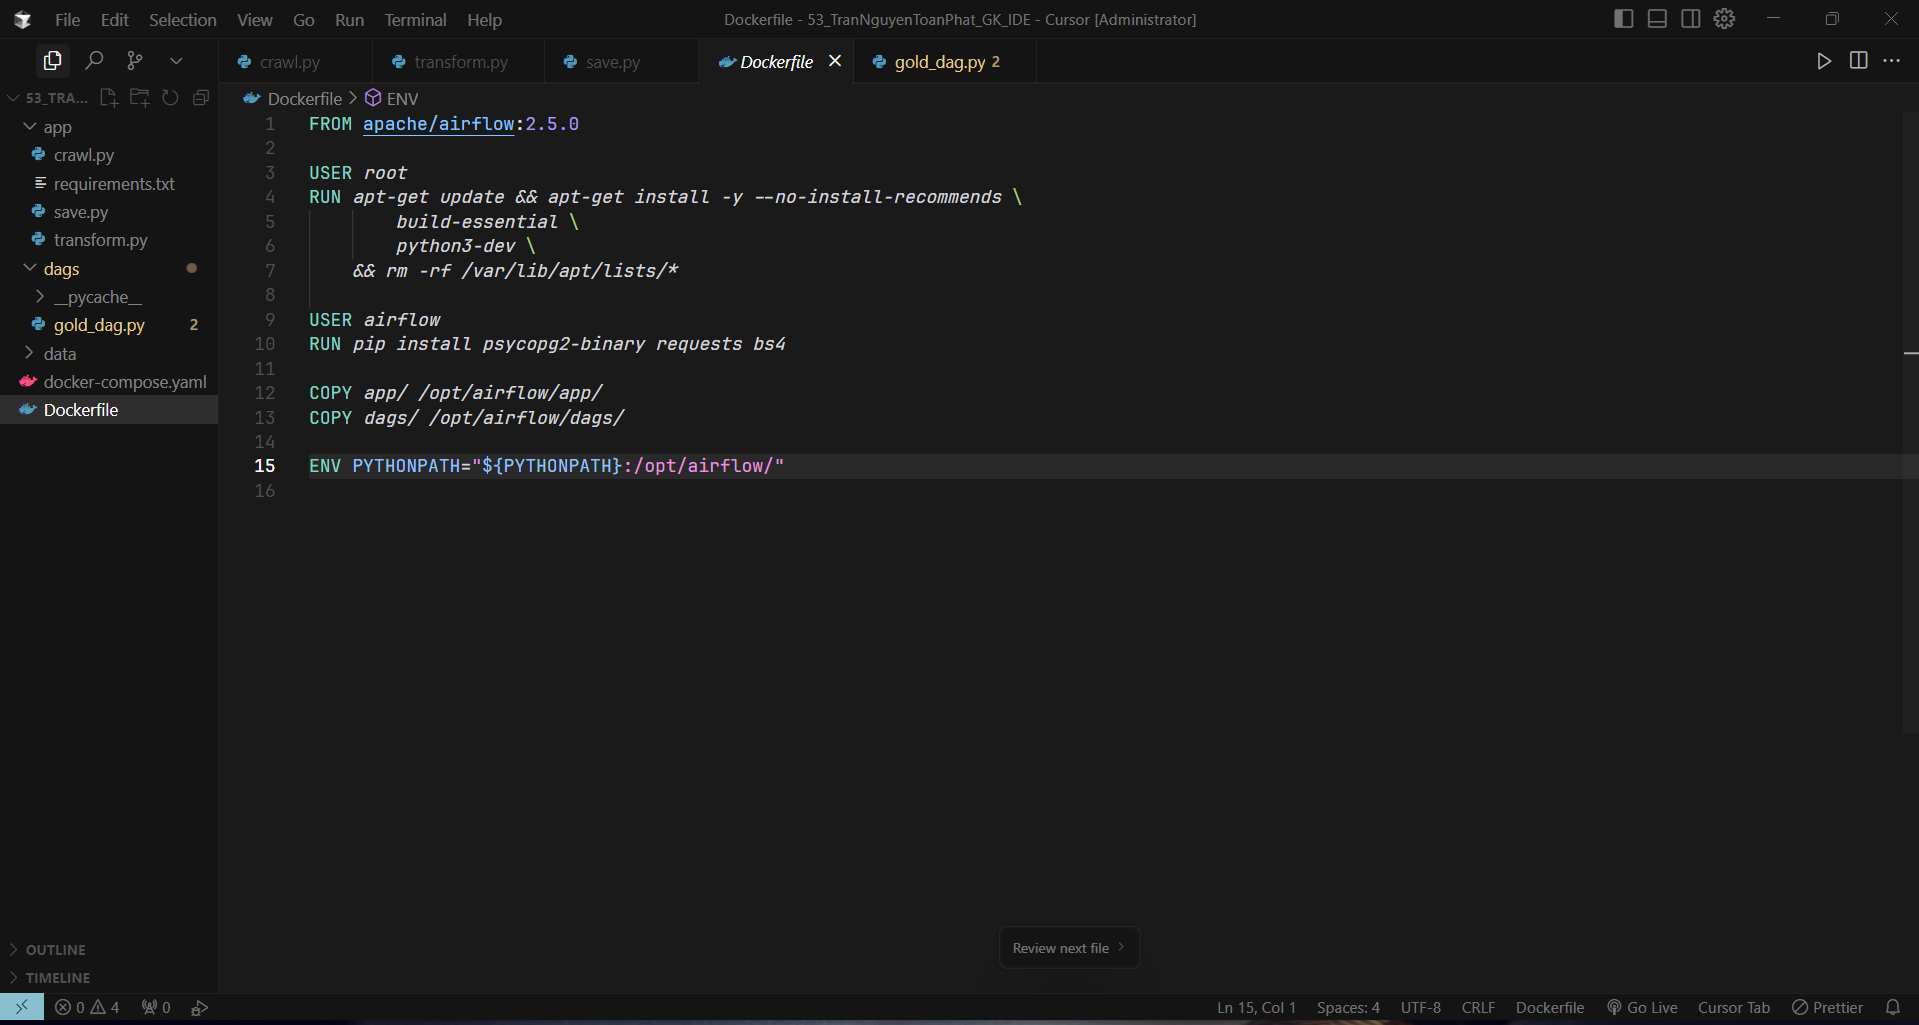 File Edit Selection View Go Run Terminal Help
Dockerfile - 53_TranNguyenToanPhat_GK_IDE - Cursor [Administrator]
crawl.py
transform.py
save.py
Dockerfile
gold_dag.py 2
53_TRA...
app
crawl.py
requirements.txt
save.py
transform.py
dags
__pycache__
gold_dag.py 2
data
docker-compose.yaml
Dockerfile
OUTLINE
TIMELINE
Dockerfile > ENV
1 FROM apache/airflow:2.5.0
2
3 USER root
4 RUN apt-get update && apt-get install -y --no-install-recommends \
5 build-essential \
6 python3-dev \
7 && rm -rf /var/lib/apt/lists/*
8
9 USER airflow
10 RUN pip install psycopg2-binary requests bs4
11
12 COPY app/ /opt/airflow/app/
13 COPY dags/ /opt/airflow/dags/
14
15 ENV PYTHONPATH="${PYTHONPATH}:/opt/airflow/"
16
Review next file
0 4 0
Ln 15, Col 1 Spaces: 4 UTF-8 CRLF Dockerfile Go Live Cursor Tab Prettier